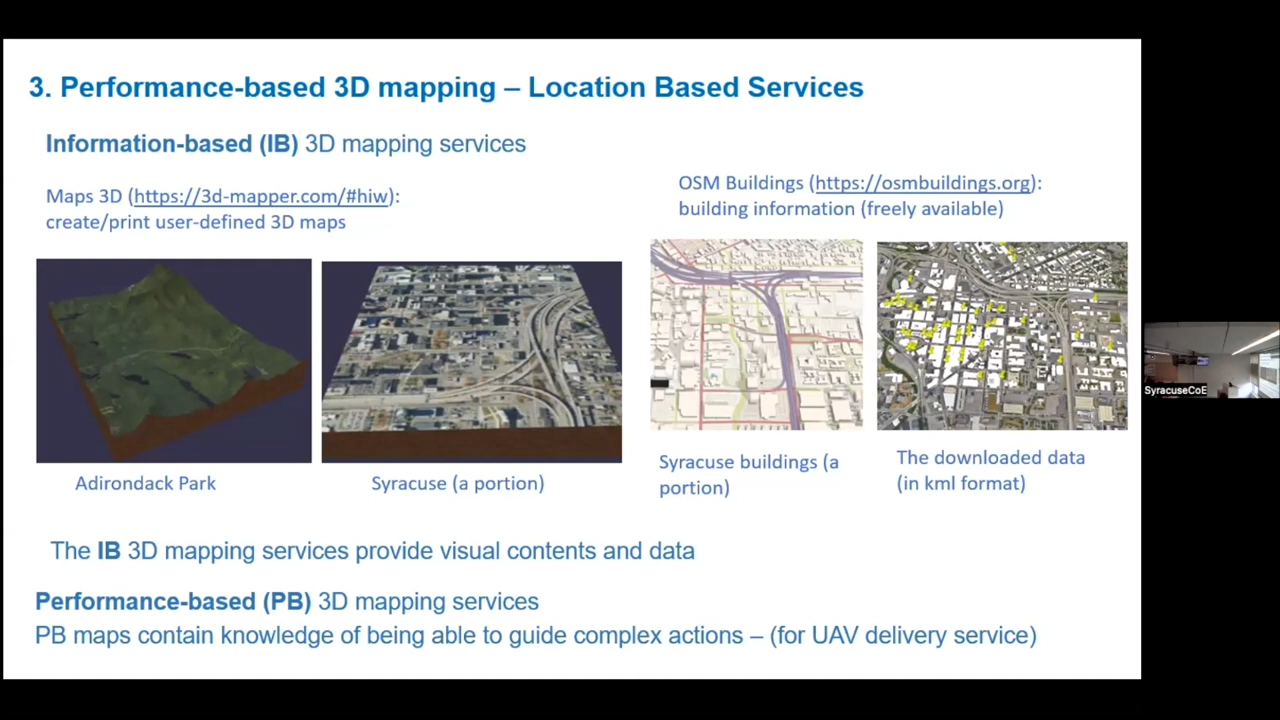 3. Performance-based 3D mapping – Location Based Services
Information-based (IB) 3D mapping services
Maps 3D (https://3d-mapper.com/#hiw):
create/print user-defined 3D maps
OSM Buildings (https://osmbuildings.org):
building information (freely available)
Adirondack Park
Syracuse (a portion)
Syracuse buildings (a
portion)
The downloaded data
(in kml format)
The IB 3D mapping services provide visual contents and data
Performance-based (PB) 3D mapping services
PB maps contain knowledge of being able to guide complex actions – (for UAV delivery service)
SyracuseCoE